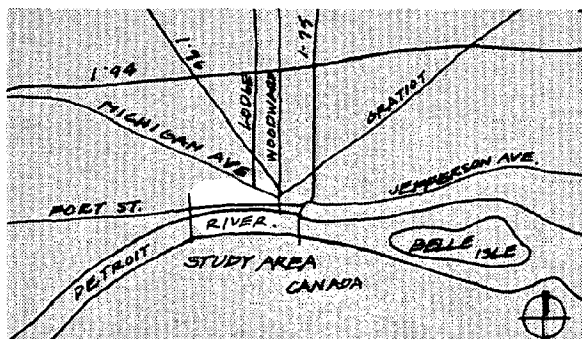 I-94
I-96
LODGE
WOODWARD
I-75
GRATIOT
MICHIGAN AVE
JEFFERSON AVE.
FORT ST.
RIVER.
DETROIT
BELLE ISLE
STUDY AREA
CANADA